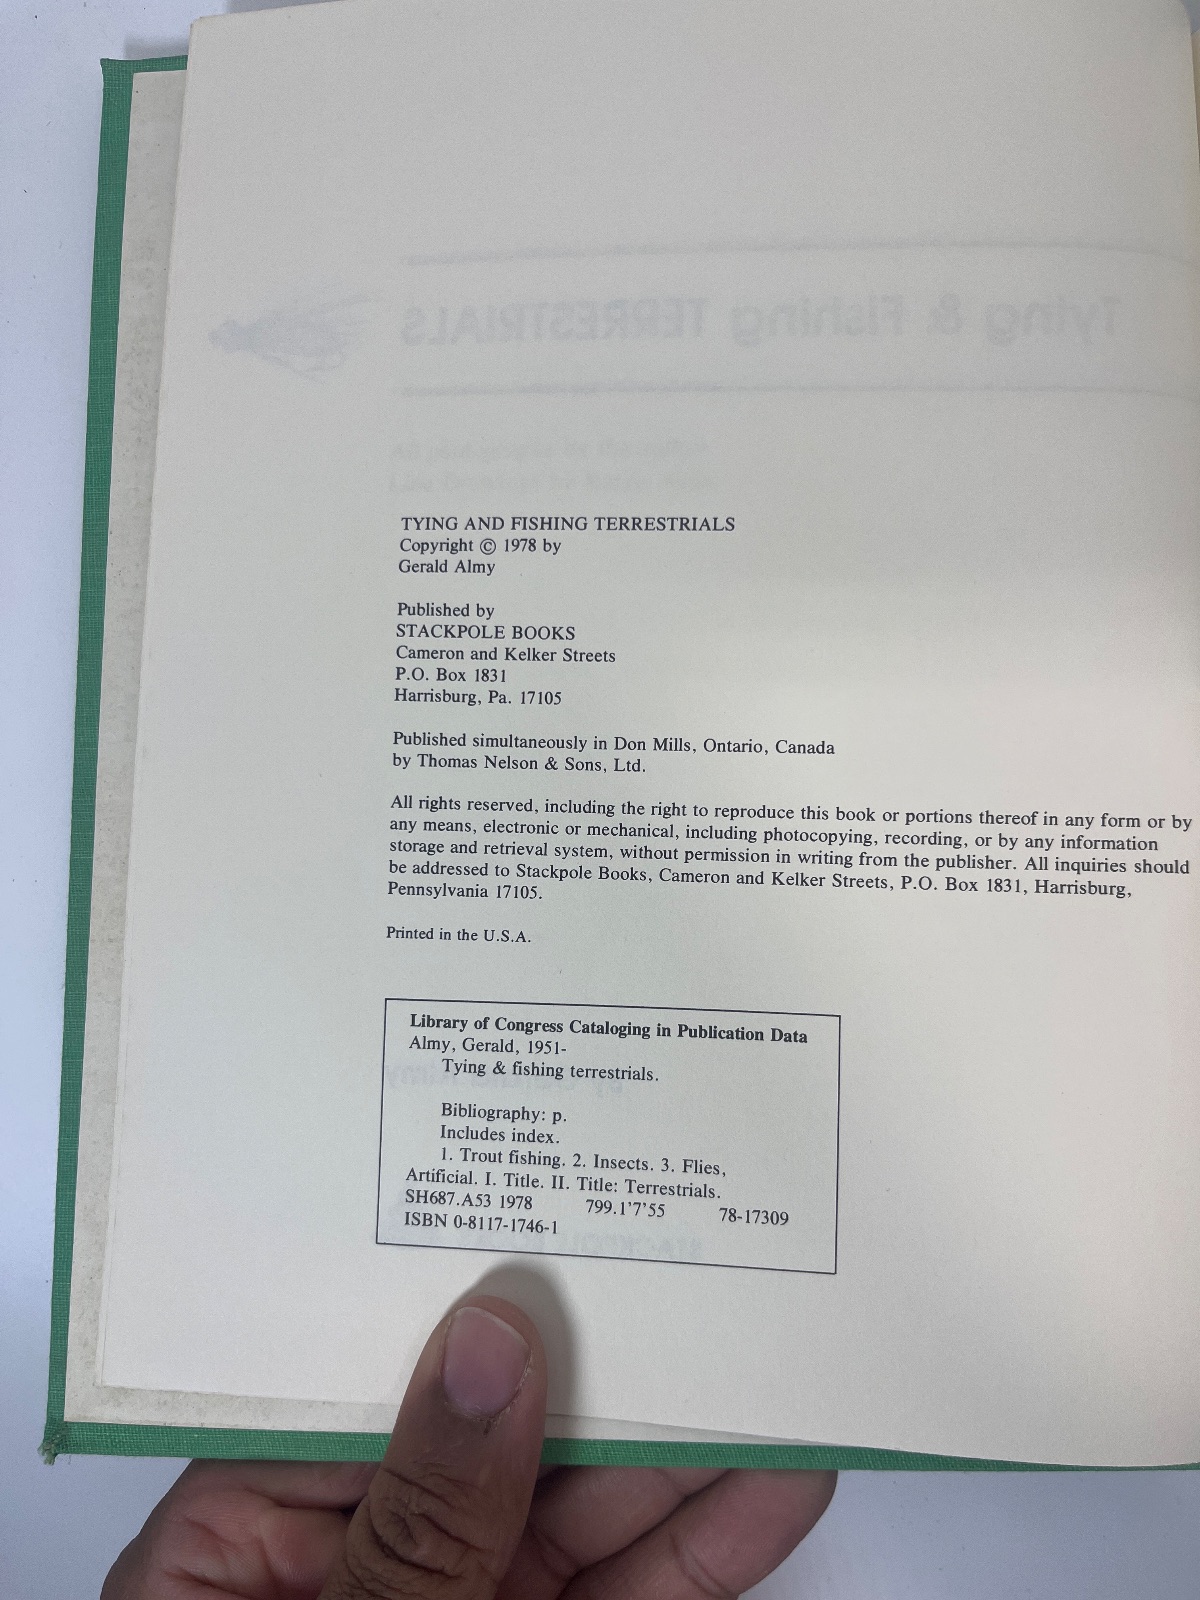 Tying & Fishing TERRESTRIALS
TYING AND FISHING TERRESTRIALS
Copyright © 1978 by
Gerald Almy
Published by
STACKPOLE BOOKS
Cameron and Kelker Streets
P.O. Box 1831
Harrisburg, Pa. 17105
Published simultaneously in Don Mills, Ontario, Canada
by Thomas Nelson & Sons, Ltd.
All rights reserved, including the right to reproduce this book or portions thereof in any form or by
any means, electronic or mechanical, including photocopying, recording, or by any information
storage and retrieval system, without permission in writing from the publisher. All inquiries should
be addressed to Stackpole Books, Cameron and Kelker Streets, P.O. Box 1831, Harrisburg,
Pennsylvania 17105.
Printed in the U.S.A.
Library of Congress Cataloging in Publication Data
Almy, Gerald, 1951-
Tying & fishing terrestrials.
Bibliography: p.
Includes index.
1. Trout fishing. 2. Insects. 3. Flies,
Artificial. I. Title. II. Title: Terrestrials.
SH687.A53 1978 799.1'7'55 78-17309
ISBN 0-8117-1746-1